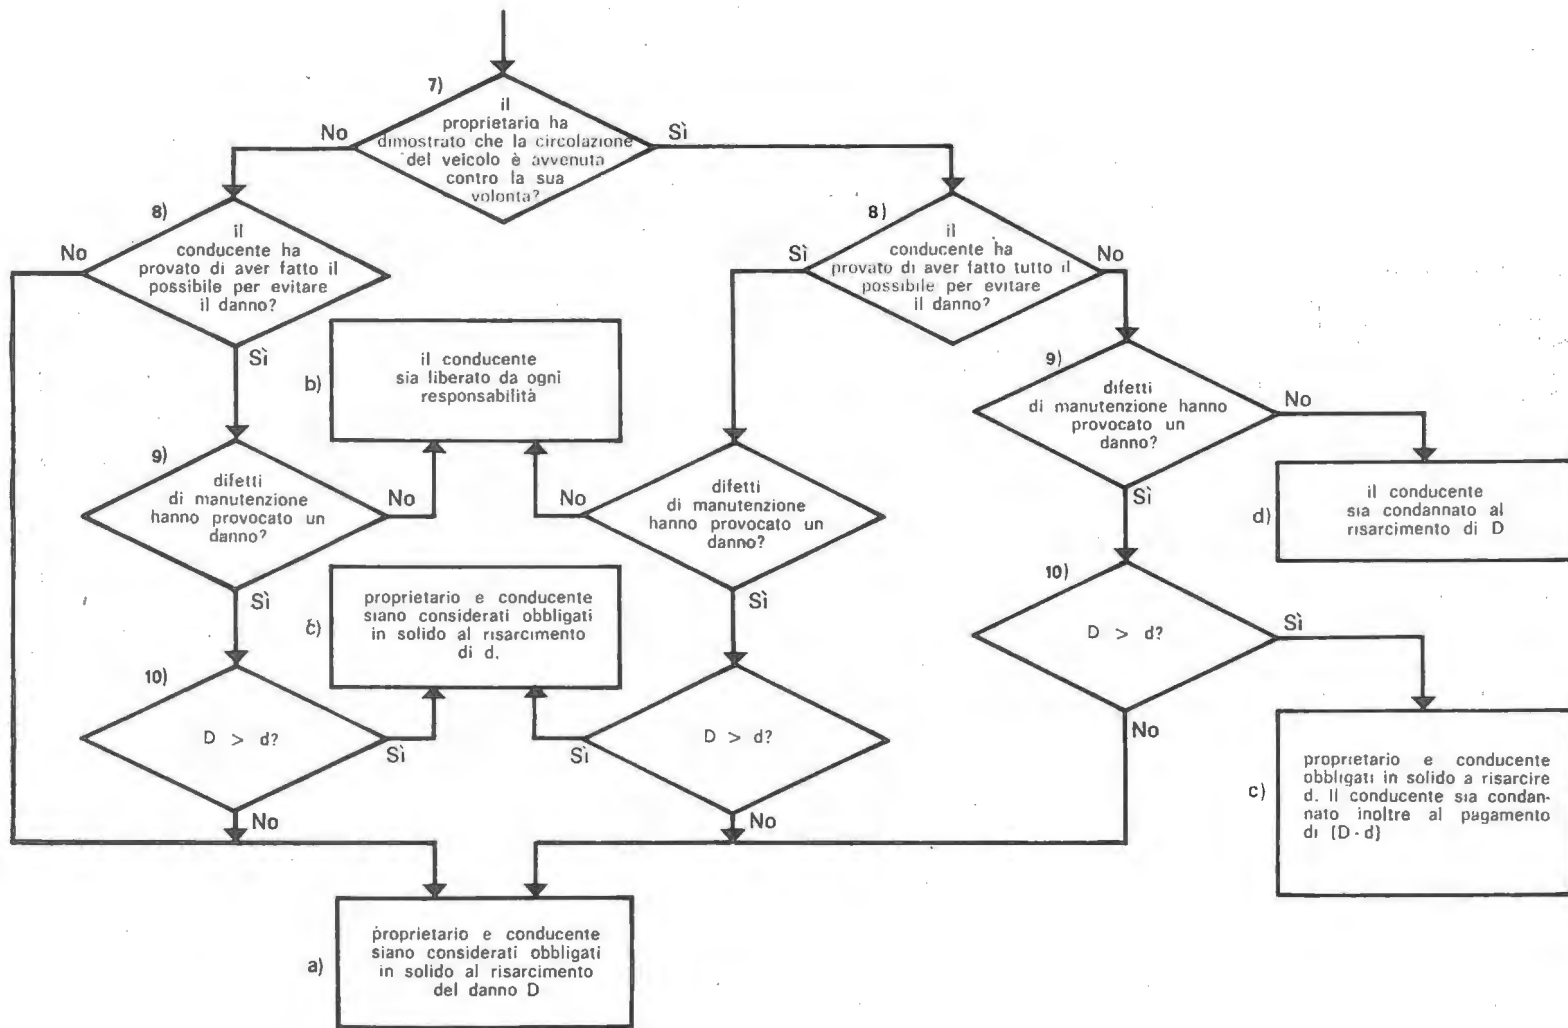 7)
il
proprietario ha
dimostrato che la circolazione
del veicolo è avvenuta
contro la sua
volonta?
No
Sì
8)
il
conducente ha
provato di aver fatto il
possibile per evitare
il danno?
No
Sì
8)
il
conducente ha
provato di aver fatto tutto il
possibile per evitare
il danno?
Sì
No
b)
il conducente
sia liberato da ogni
responsabilità
9)
difetti
di manutenzione hanno
provocato un
danno?
No
Sì
9)
difetti
di manutenzione
hanno provocato un
danno?
No
Sì
difetti
di manutenzione
hanno provocato un
danno?
No
Sì
d)
il conducente
sia condannato al
risarcimento di D
c)
proprietario e conducente
siano considerati obbligati
in solido al risarcimento
di d.
10)
D > d?
Sì
No
10)
D > d?
Sì
No
D > d?
Sì
No
c)
proprietario e conducente
obbligati in solido a risarcire
d. Il conducente sia condan-
nato inoltre al pagamento
di (D - d)
a)
proprietario e conducente
siano considerati obbligati
in solido al risarcimento
del danno D